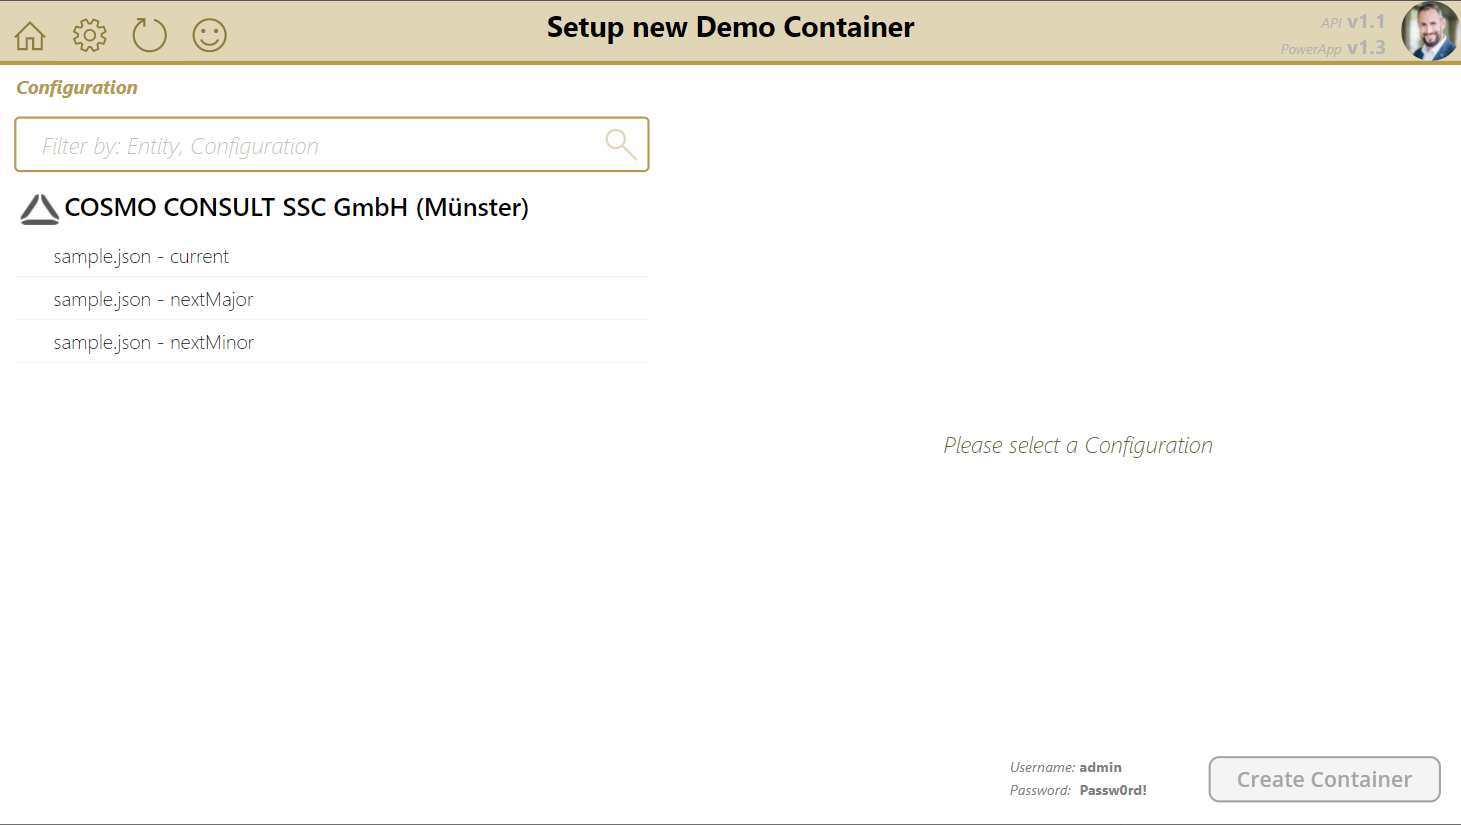 Setup new Demo Container
API v1.1
PowerApp v1.3
Configuration
Filter by: Entity, Configuration
COSMO CONSULT SSC GmbH (Münster)
sample.json - current
sample.json - nextMajor
sample.json - nextMinor
Please select a Configuration
Username: admin
Password: Passw0rd!
Create Container